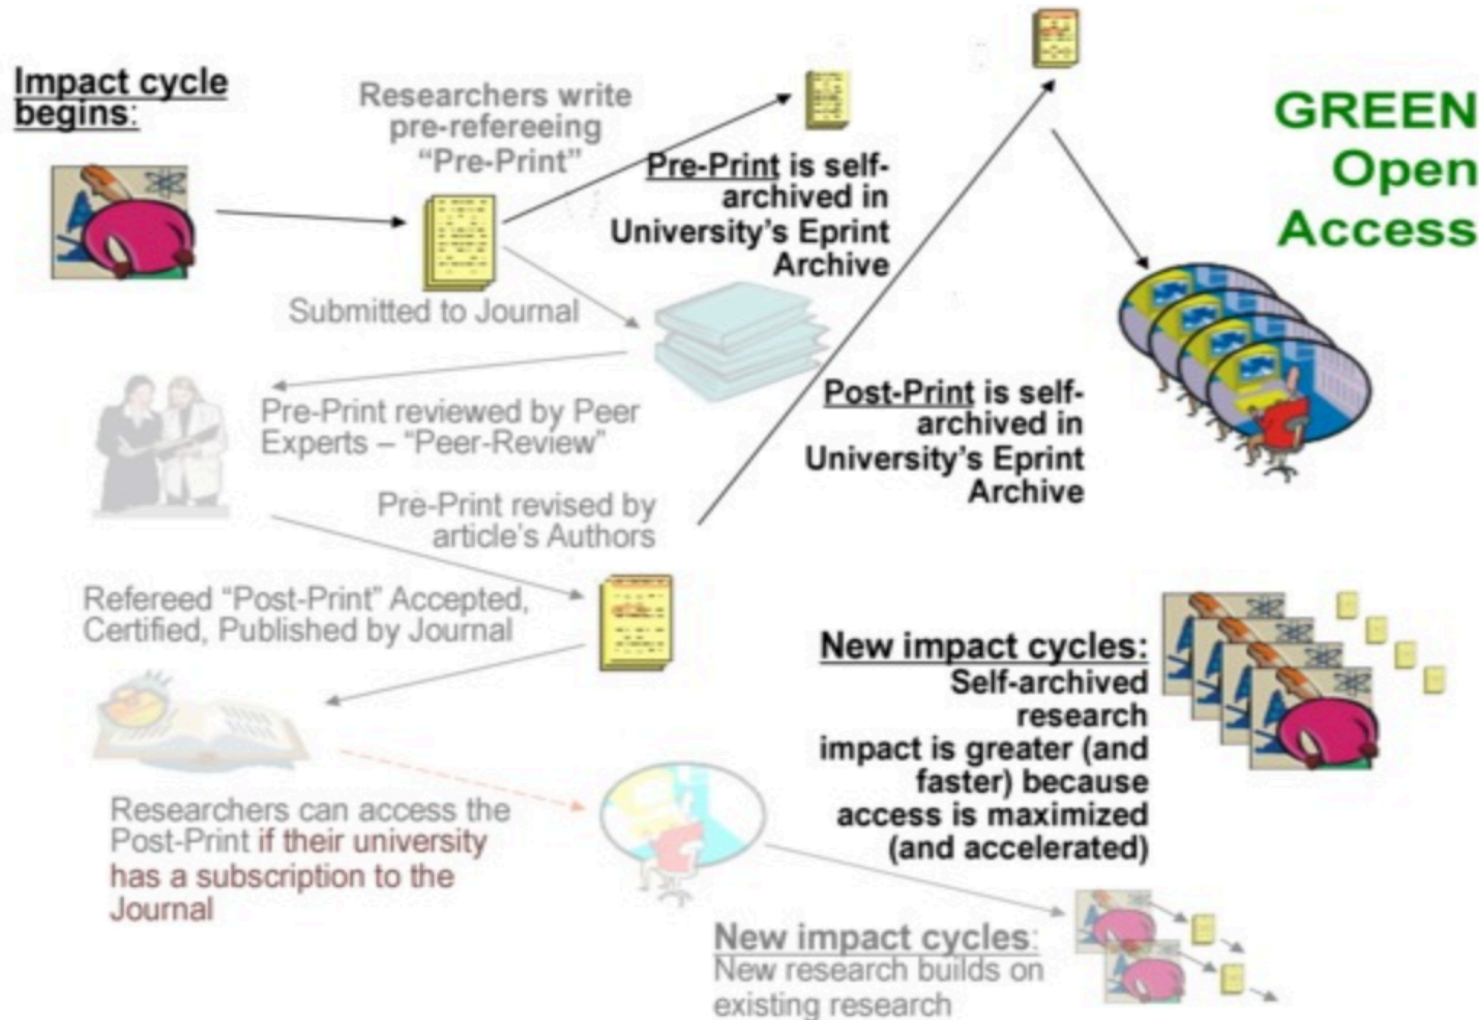 Impact cycle
begins:
Researchers write
pre-refereeing
“Pre-Print”
GREEN
Open
Access
Pre-Print is self-
archived in
University’s Eprint
Archive
Submitted to Journal
Pre-Print reviewed by Peer
Experts – “Peer-Review”
Post-Print is self-
archived in
University’s Eprint
Archive
Pre-Print revised by
article’s Authors
Refereed “Post-Print” Accepted,
Certified, Published by Journal
New impact cycles:
Self-archived
research
impact is greater (and
faster) because
access is maximized
(and accelerated)
Researchers can access the
Post-Print if their university
has a subscription to the
Journal
New impact cycles:
New research builds on
existing research